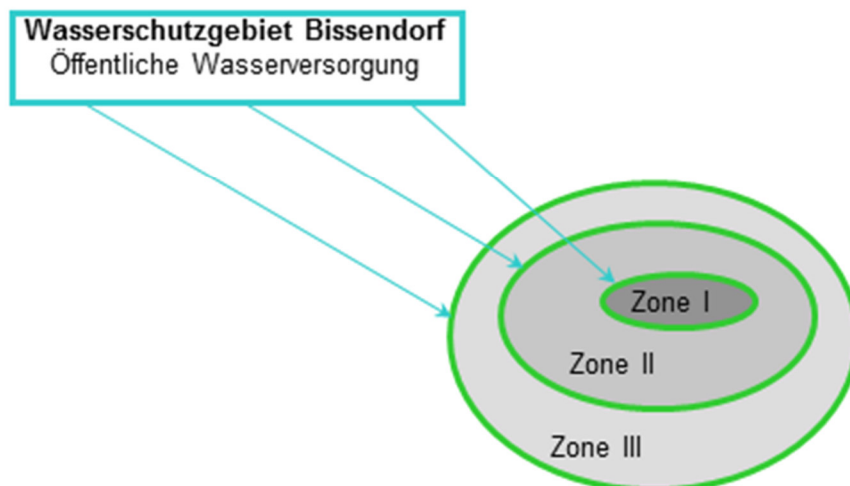 Wasserschutzgebiet Bissendorf
Öffentliche Wasserversorgung
Zone I
Zone II
Zone III